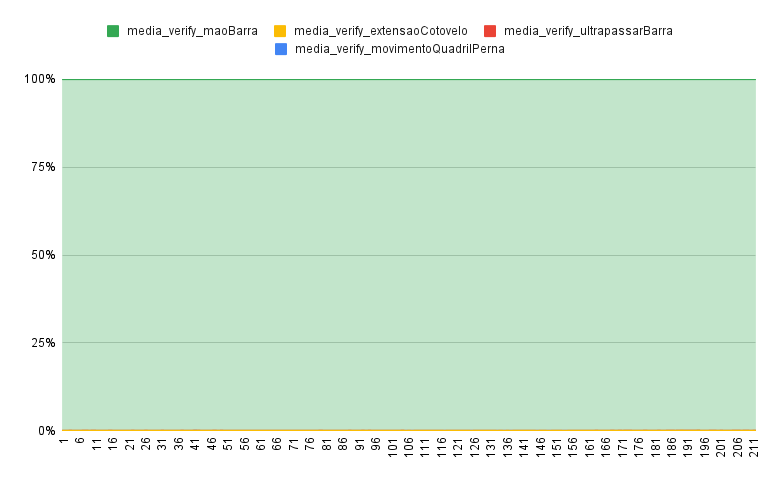 media_verify_maoBarra media_verify_extensaoCotovelo media_verify_ultrapassarBarra
media_verify_movimentoQuadrilPerna
100%
75%
50%
25%
0%
1 6 11 16 21 26 31 36 41 46 51 56 61 66 71 76 81 86 91 96 101 106 111 116 121 126 131 136 141 146 151 156 161 166 171 176 181 186 191 196 201 206 211